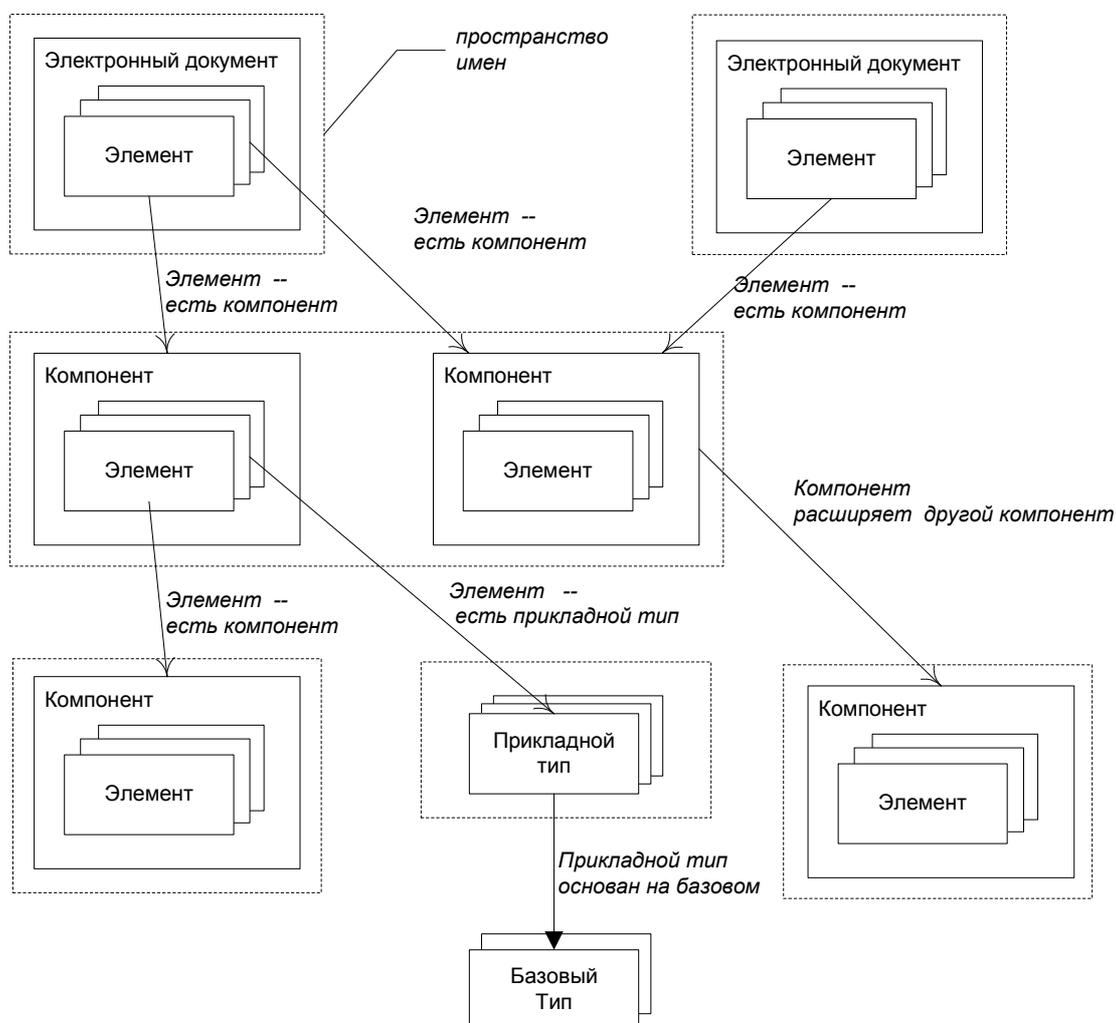 Электронный документ
Элемент
пространство
имен
Электронный документ
Элемент
Элемент --
есть компонент
Элемент --
есть компонент
Элемент --
есть компонент
Компонент
Элемент
Компонент
Элемент
Компонент
расширяет другой компонент
Элемент --
есть компонент
Элемент --
есть прикладной тип
Компонент
Элемент
Прикладной
тип
Компонент
Элемент
Прикладной тип
основан на базовом
Базовый
Тип